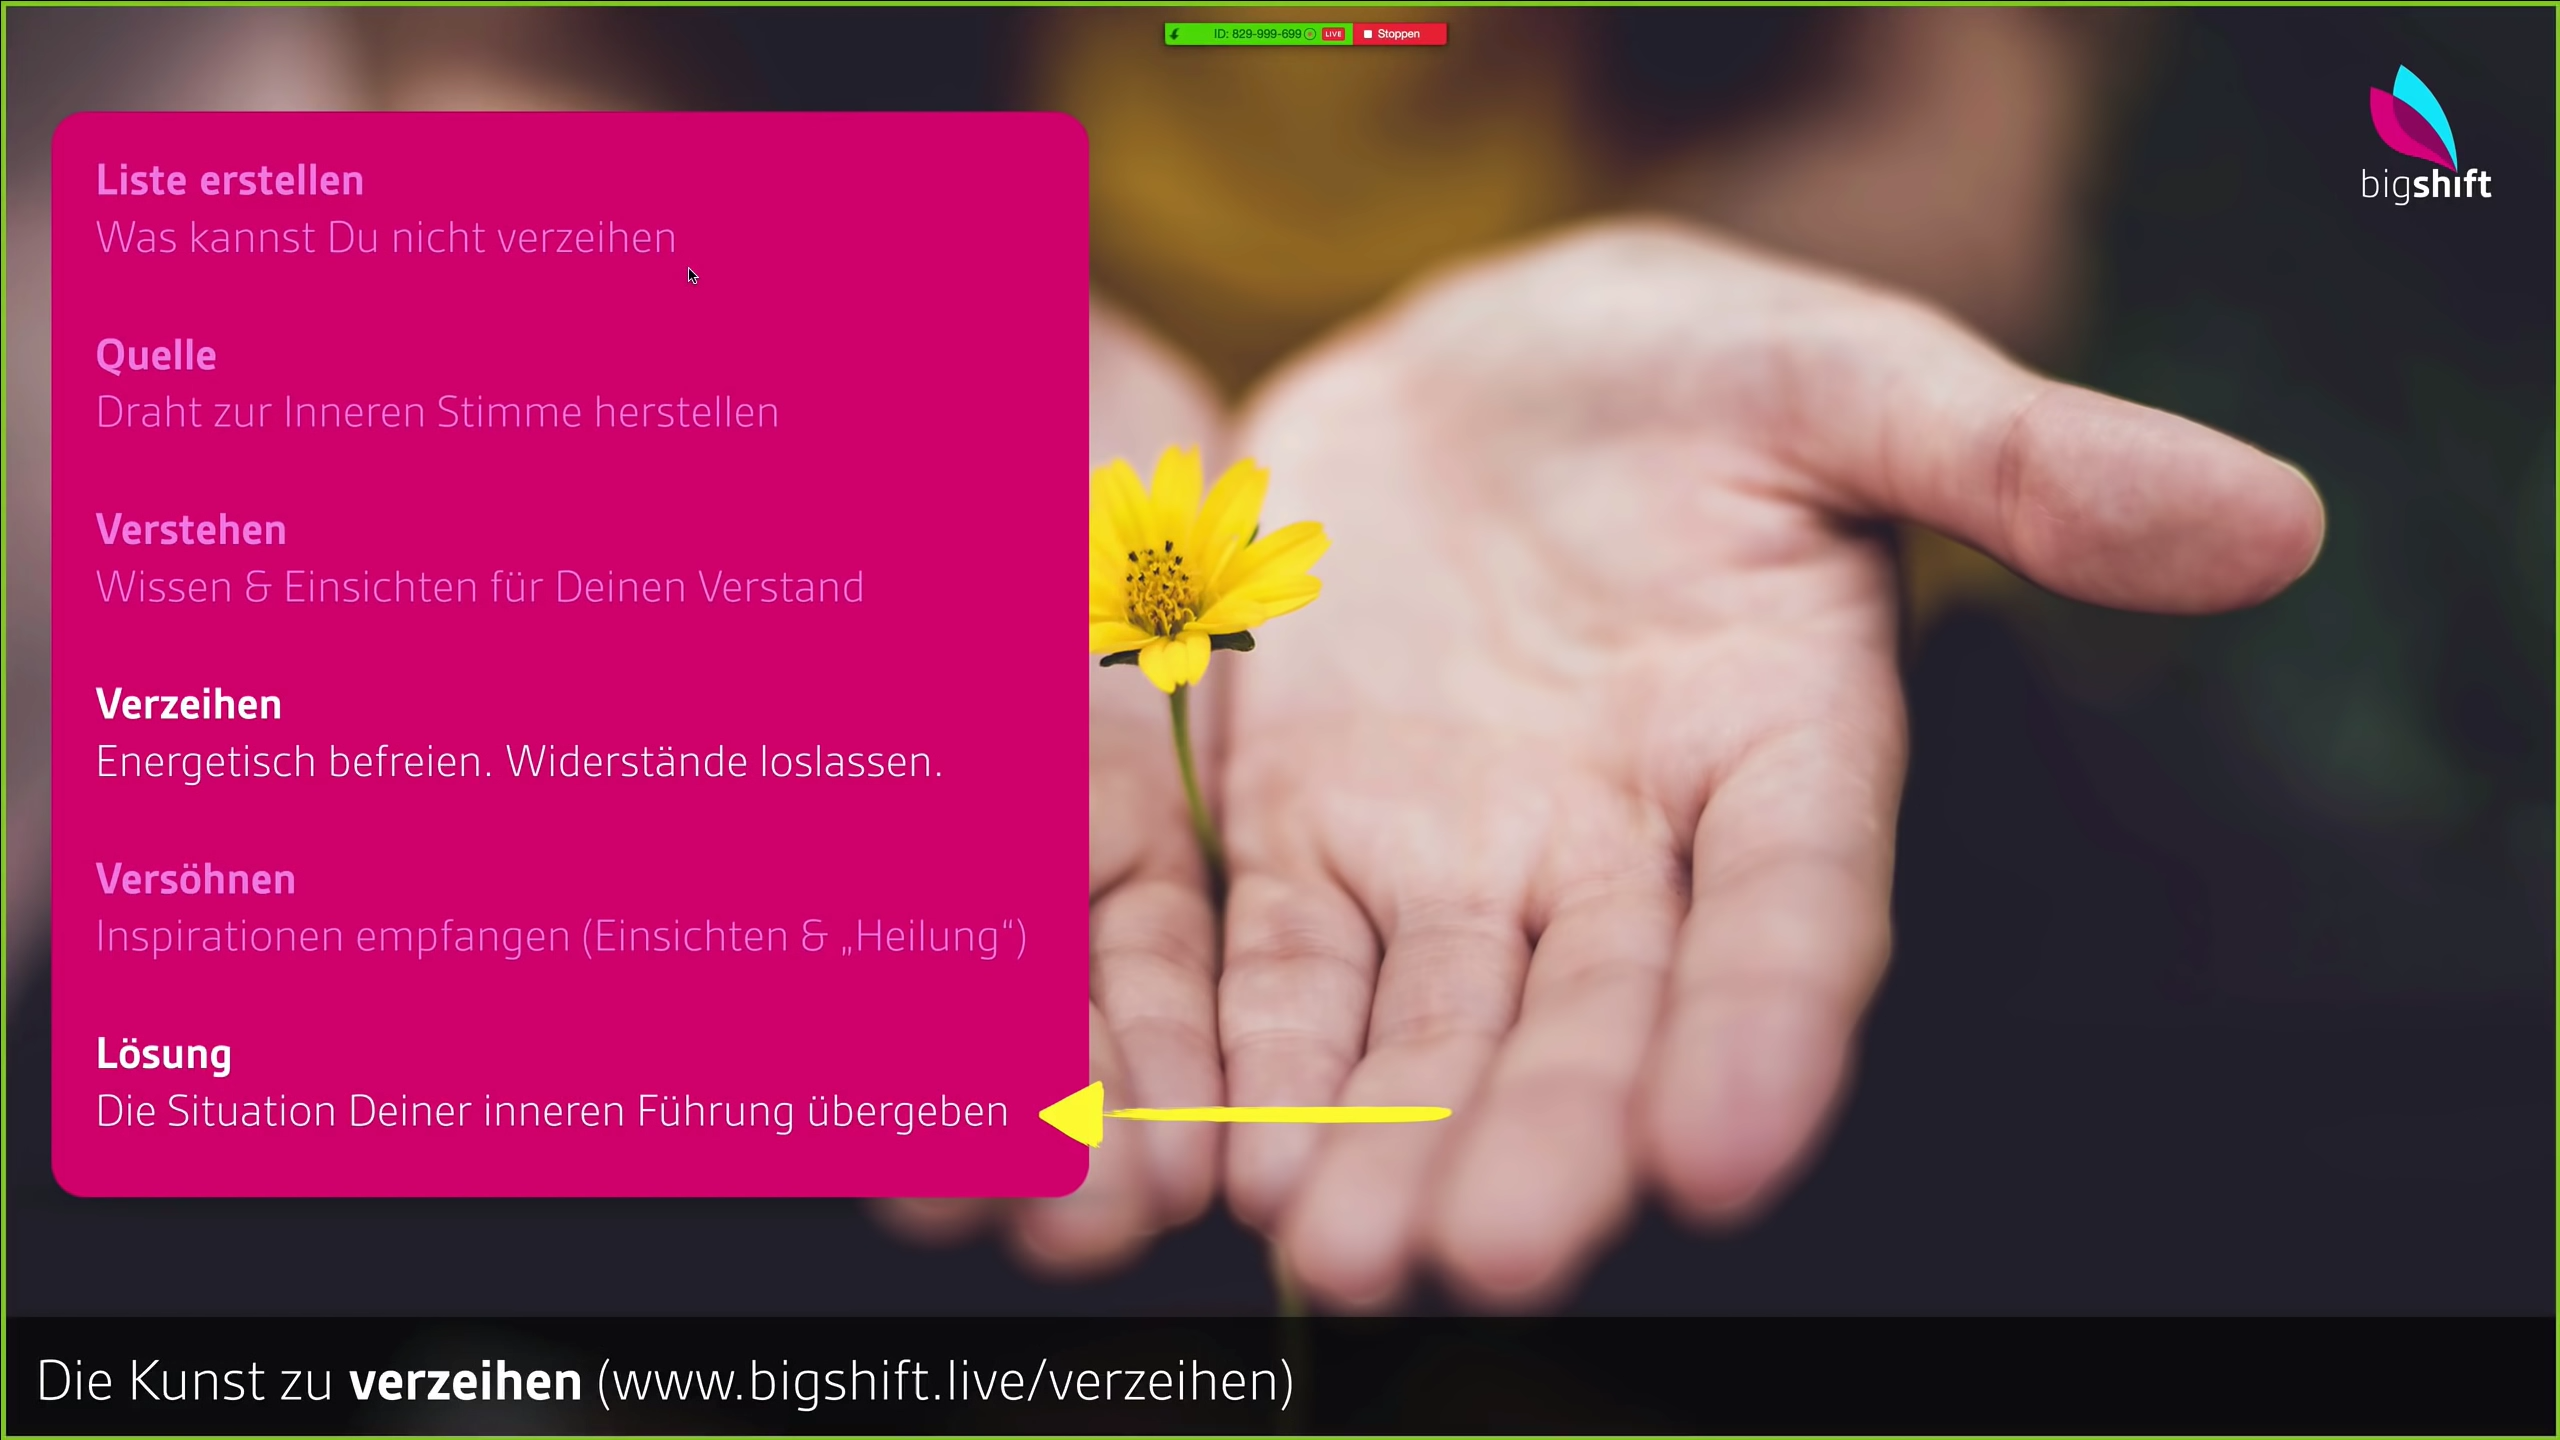 ID: 829-999-699 LIVE Stoppen
bigshift
Liste erstellen
Was kannst Du nicht verzeihen
Quelle
Draht zur Inneren Stimme herstellen
Verstehen
Wissen & Einsichten für Deinen Verstand
Verzeihen
Energetisch befreien. Widerstände loslassen.
Versöhnen
Inspirationen empfangen (Einsichten & „Heilung“)
Lösung
Die Situation Deiner inneren Führung übergeben
Die Kunst zu verzeihen (www.bigshift.live/verzeihen)